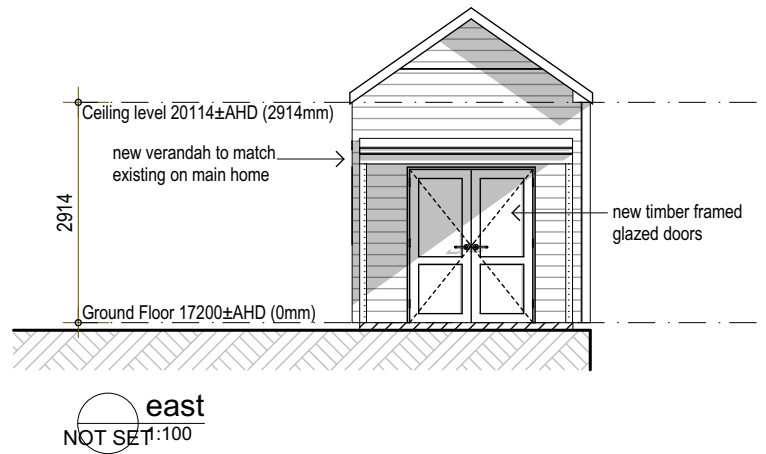 Ceiling level 20114±AHD (2914mm)
new verandah to match
existing on main home
2914
new timber framed
glazed doors
Ground Floor 17200±AHD (0mm)
east
NOT SET
1:100